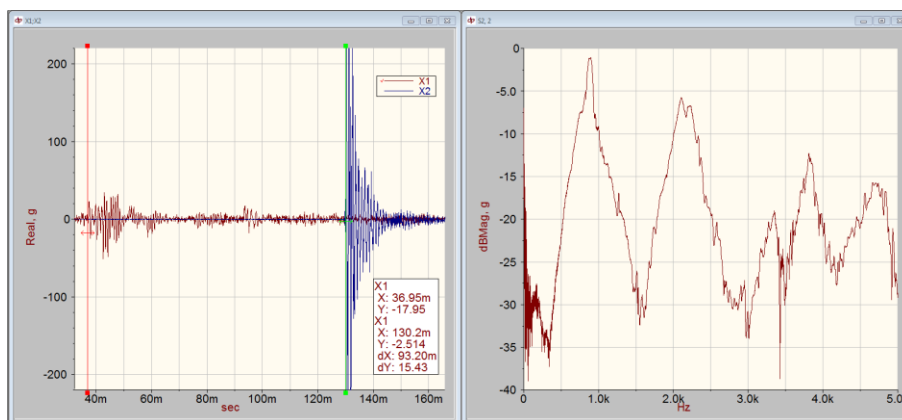 X1;X2
200
100
0
-100
-200
Real, g
X1
X2
X1
X: 36.95m
Y: -17.95
X1
X: 130.2m
Y: -2.514
dX: 93.20m
dY: 15.43
40m 60m 80m 100m 120m 140m
sec
S2, 2
0
-5.0
-10
-15
-20
-25
-30
-35
-40
dBMag, g
0 1.0k 2.0k 3.0k 4.0k 5.0
Hz